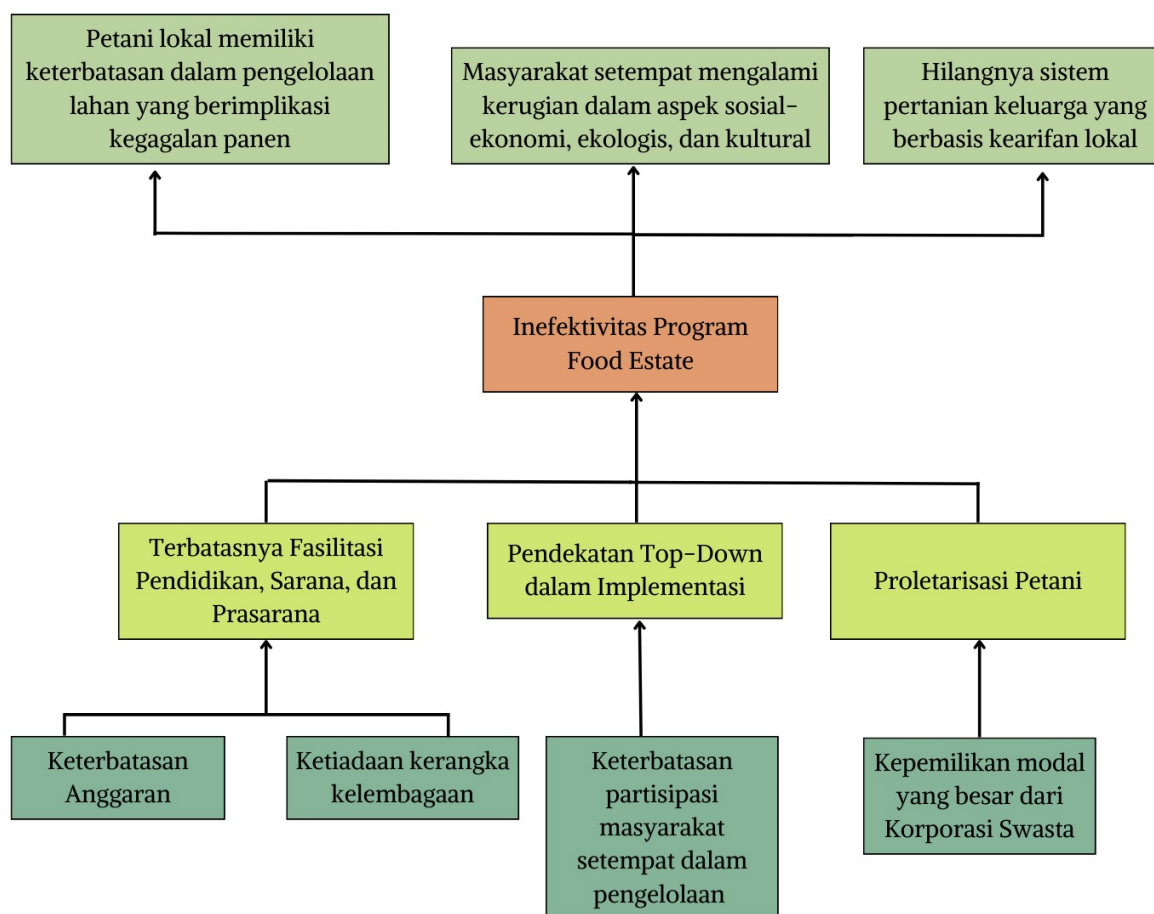 Petani lokal memiliki
keterbatasan dalam pengelolaan
lahan yang berimplikasi
kegagalan panen
Masyarakat setempat mengalami
kerugian dalam aspek sosial-
ekonomi, ekologis, dan kultural
Hilangnya sistem
pertanian keluarga yang
berbasis kearifan lokal
Inefektivitas Program
Food Estate
Terbatasnya Fasilitasi
Pendidikan, Sarana, dan
Prasarana
Pendekatan Top-Down
dalam Implementasi
Proletarisasi Petani
Keterbatasan
Anggaran
Ketiadaan kerangka
kelembagaan
Keterbatasan
partisipasi
masyarakat
setempat dalam
pengelolaan
Kepemilikan modal
yang besar dari
Korporasi Swasta